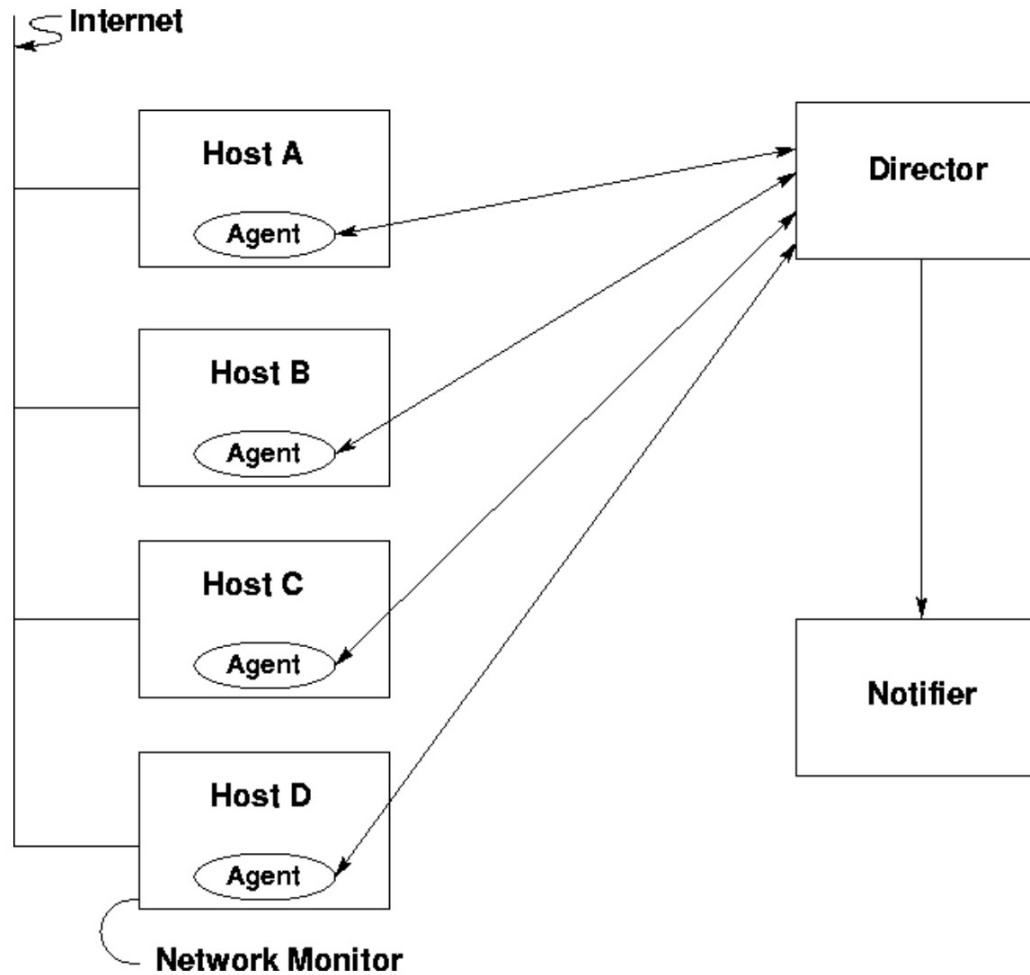 Internet
Host A
Agent
Director
Host B
Agent
Host C
Agent
Notifier
Host D
Agent
Network Monitor